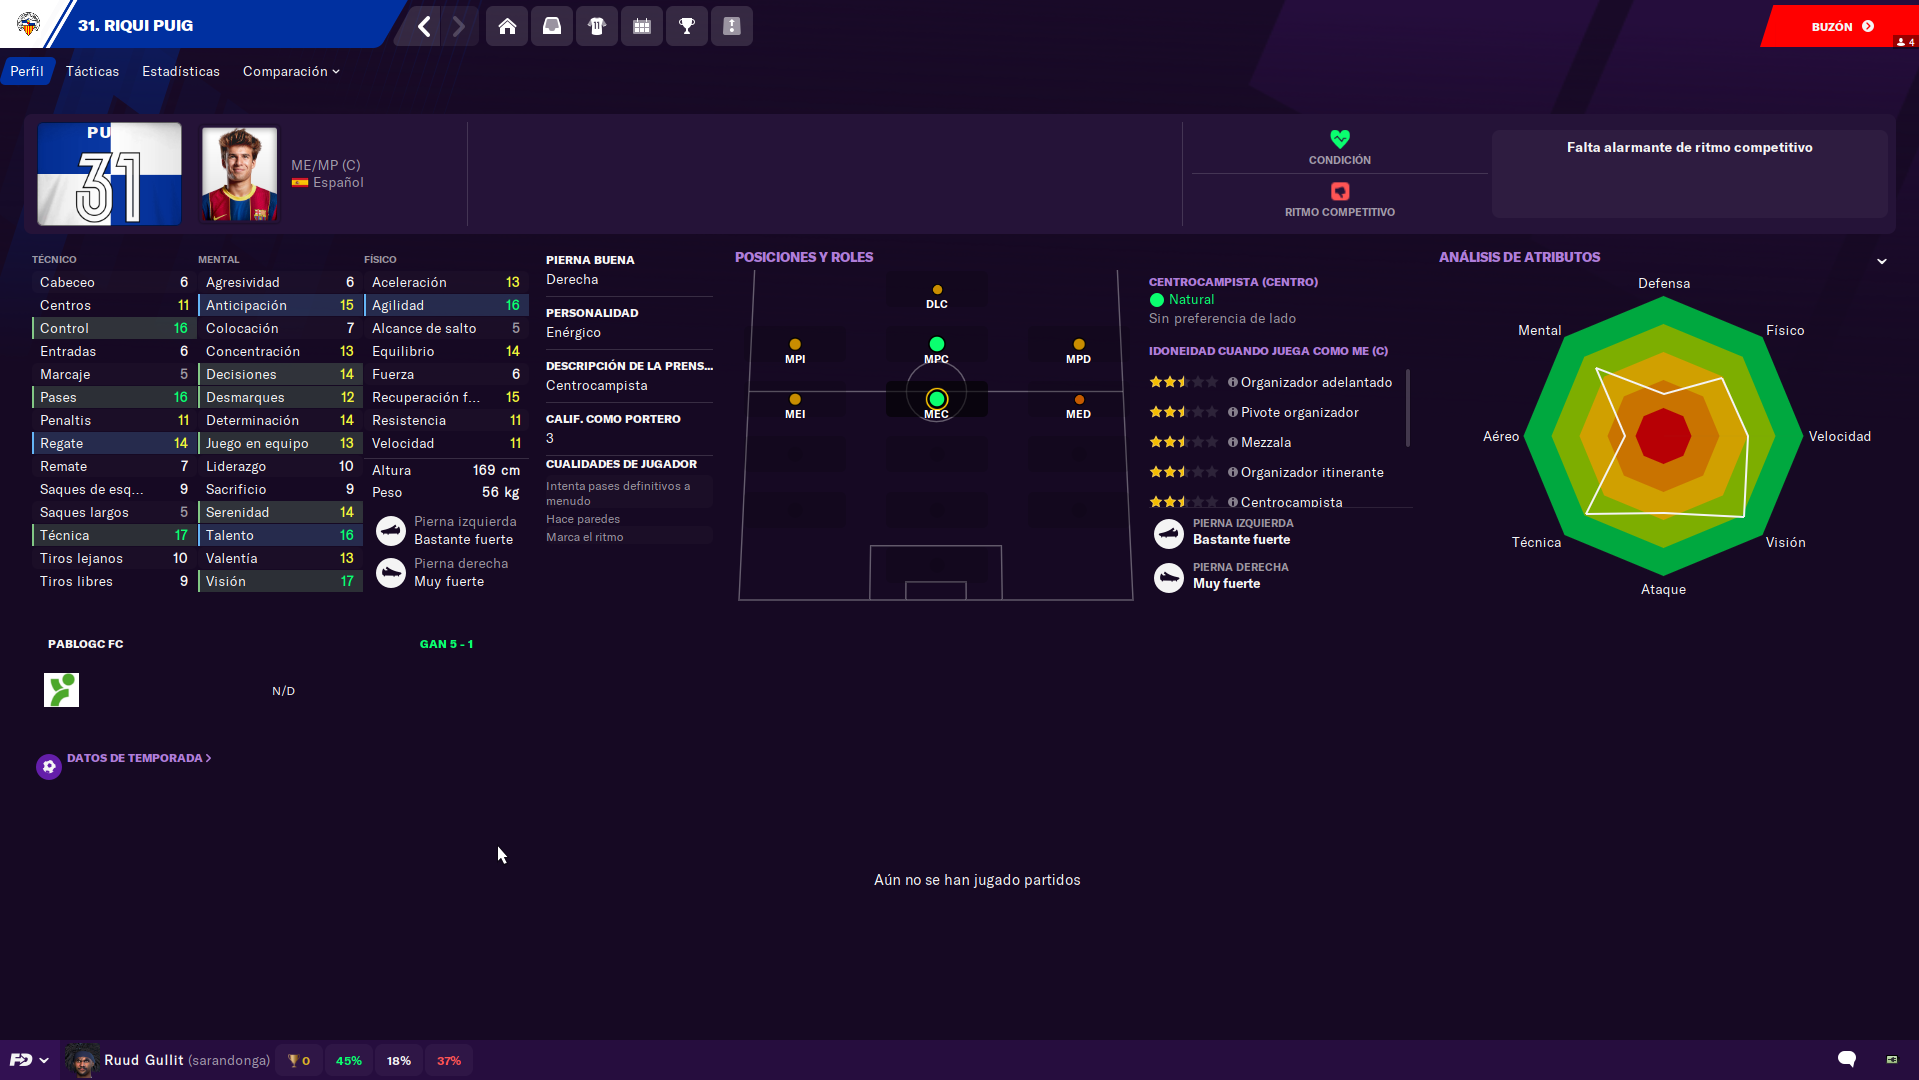 31. RIQUI PUIG
11
BUZÓN
4
Perfil
Tácticas
Estadísticas
Comparación
PU
31
ME/MP (C)
Español
CONDICIÓN
RITMO COMPETITIVO
Falta alarmante de ritmo competitivo
TÉCNICO
Cabeceo 6
Centros 11
Control 16
Entradas 6
Marcaje 5
Pases 16
Penaltis 11
Regate 14
Remate 7
Saques de esq... 9
Saques largos 5
Técnica 17
Tiros lejanos 10
Tiros libres 9
MENTAL
Agresividad 6
Anticipación 15
Colocación 7
Concentración 13
Decisiones 14
Desmarques 12
Determinación 14
Juego en equipo 13
Liderazgo 10
Sacrificio 9
Serenidad 14
Talento 16
Valentía 13
Visión 17
FÍSICO
Aceleración 13
Agilidad 16
Alcance de salto 5
Equilibrio 14
Fuerza 6
Recuperación f... 15
Resistencia 11
Velocidad 11
Altura 169 cm
Peso 56 kg
Pierna izquierda
Bastante fuerte
Pierna derecha
Muy fuerte
PIERNA BUENA
Derecha
PERSONALIDAD
Enérgico
DESCRIPCIÓN DE LA PRENS...
Centrocampista
CALIF. COMO PORTERO
3
CUALIDADES DE JUGADOR
Intenta pases definitivos a
menudo
Hace paredes
Marca el ritmo
POSICIONES Y ROLES
DLC
MPI MPC MPD
MEI MEC MED
CENTROCAMPISTA (CENTRO)
Natural
Sin preferencia de lado
IDONEIDAD CUANDO JUEGA COMO ME (C)
Organizador adelantado
Pivote organizador
Mezzala
Organizador itinerante
Centrocampista
PIERNA IZQUIERDA
Bastante fuerte
PIERNA DERECHA
Muy fuerte
ANÁLISIS DE ATRIBUTOS
Defensa
Mental Físico
Aéreo Velocidad
Técnica Visión
Ataque
PABLOGC FC GAN 5 - 1
N/D
DATOS DE TEMPORADA
Aún no se han jugado partidos
FD
Ruud Gullit (sarandonga) 0 45% 18% 37%